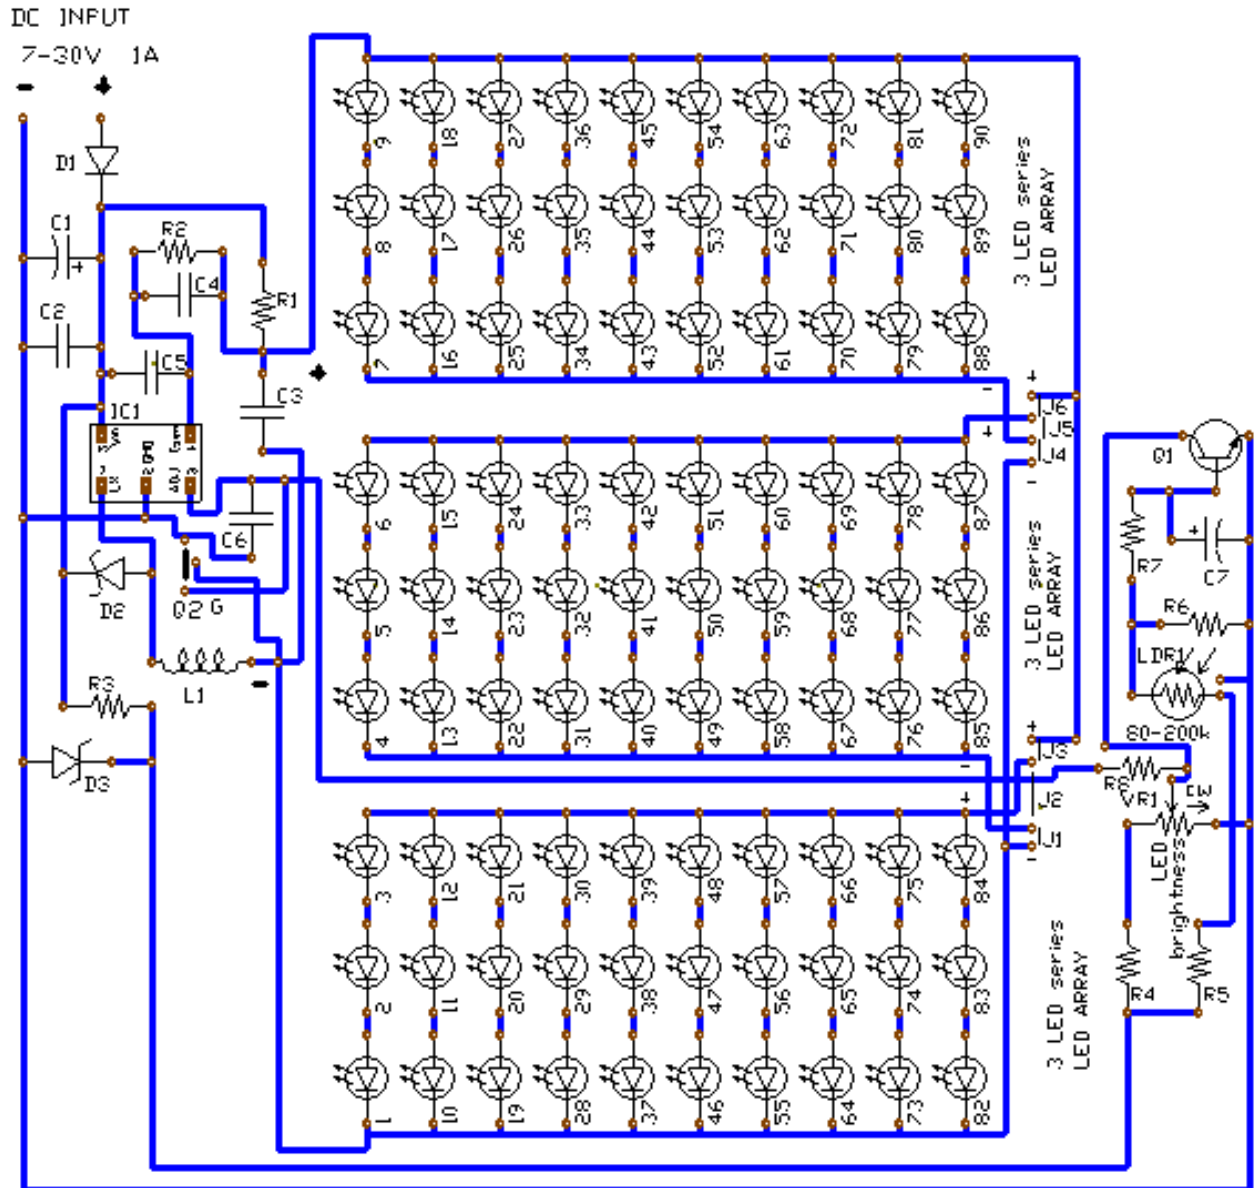 DC INPUT
7-30V 1A
- +
D1
C1
+
R2
C4
R1
C2
C5
IC1
C3
+
GND
ADJ
LX
C6
D2
Q2 G
L1
-
R3
D3
9 18 27 36 45 54 63 72 81 90
8 17 26 35 44 53 62 71 80 89
7 16 25 34 43 52 61 70 79 88
3 LED series
LED ARRAY
-
+
+
J6
J5
J4
-
6 15 24 33 42 51 60 69 78 87
5 14 23 32 41 50 59 68 77 86
4 13 22 31 40 49 58 67 76 85
3 LED series
LED ARRAY
-
+
+
J3
J2
J1
-
3 12 21 30 39 48 57 66 75 84
2 11 20 29 38 47 56 65 74 83
1 10 19 28 37 46 55 64 73 82
3 LED series
LED ARRAY
Q1
R7
+
C7
R6
LDR1
80-200k
VR1
LED
brightness
R4
R5